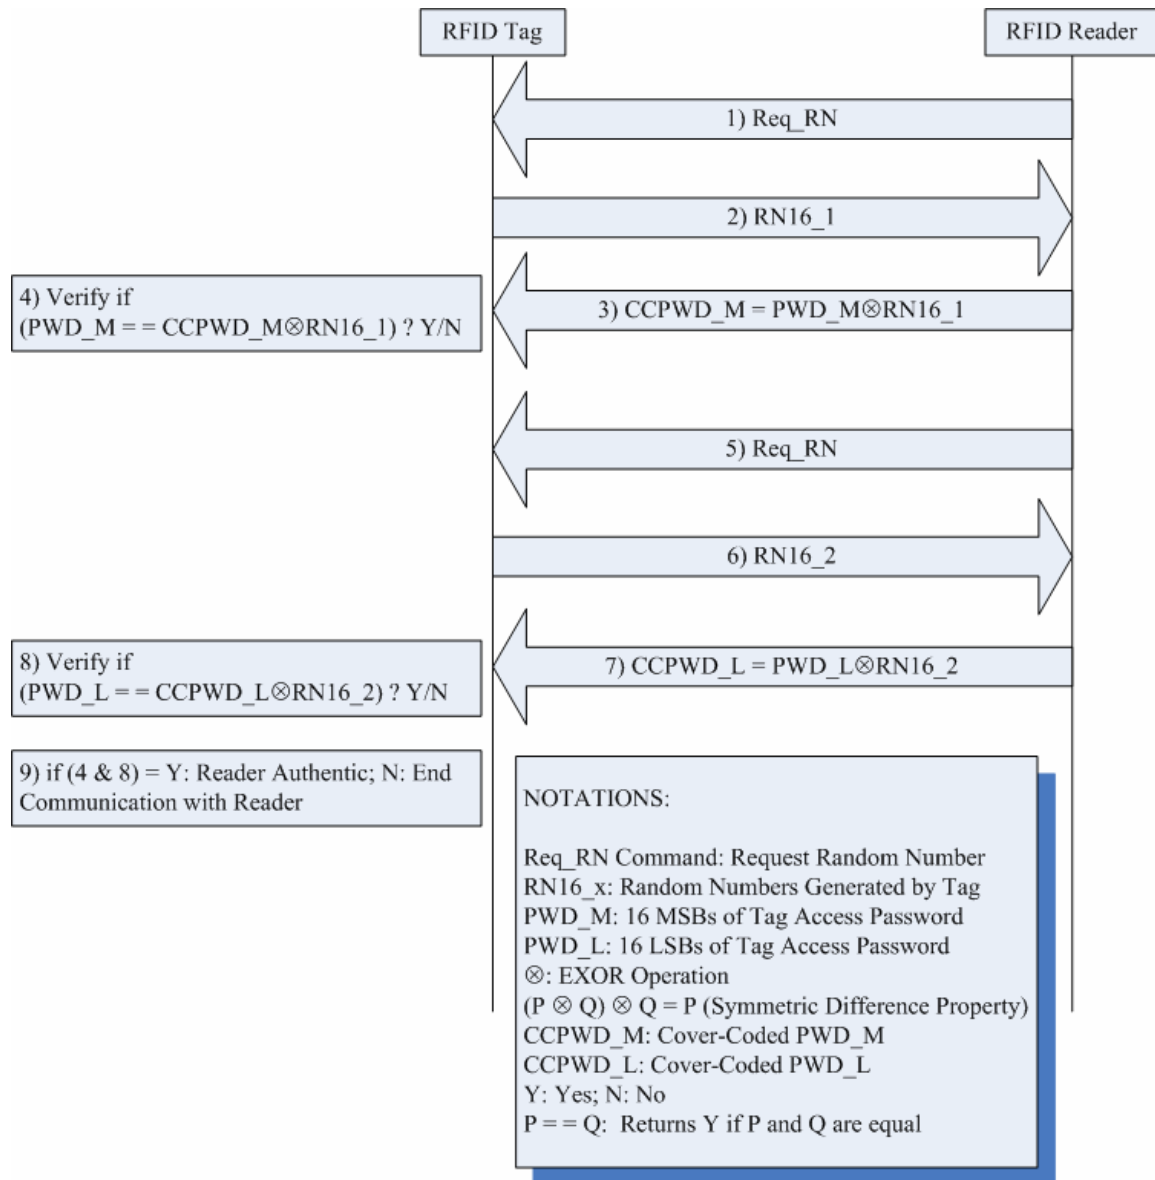 RFID Tag
RFID Reader
1) Req_RN
2) RN16_1
3) CCPWD_M = PWD_M⊗RN16_1
4) Verify if
(PWD_M = = CCPWD_M⊗RN16_1) ? Y/N
5) Req_RN
6) RN16_2
7) CCPWD_L = PWD_L⊗RN16_2
8) Verify if
(PWD_L = = CCPWD_L⊗RN16_2) ? Y/N
9) if (4 & 8) = Y: Reader Authentic; N: End
Communication with Reader
NOTATIONS:
Req_RN Command: Request Random Number
RN16_x: Random Numbers Generated by Tag
PWD_M: 16 MSBs of Tag Access Password
PWD_L: 16 LSBs of Tag Access Password
⊗: EXOR Operation
(P ⊗ Q) ⊗ Q = P (Symmetric Difference Property)
CCPWD_M: Cover-Coded PWD_M
CCPWD_L: Cover-Coded PWD_L
Y: Yes; N: No
P = = Q:  Returns Y if P and Q are equal